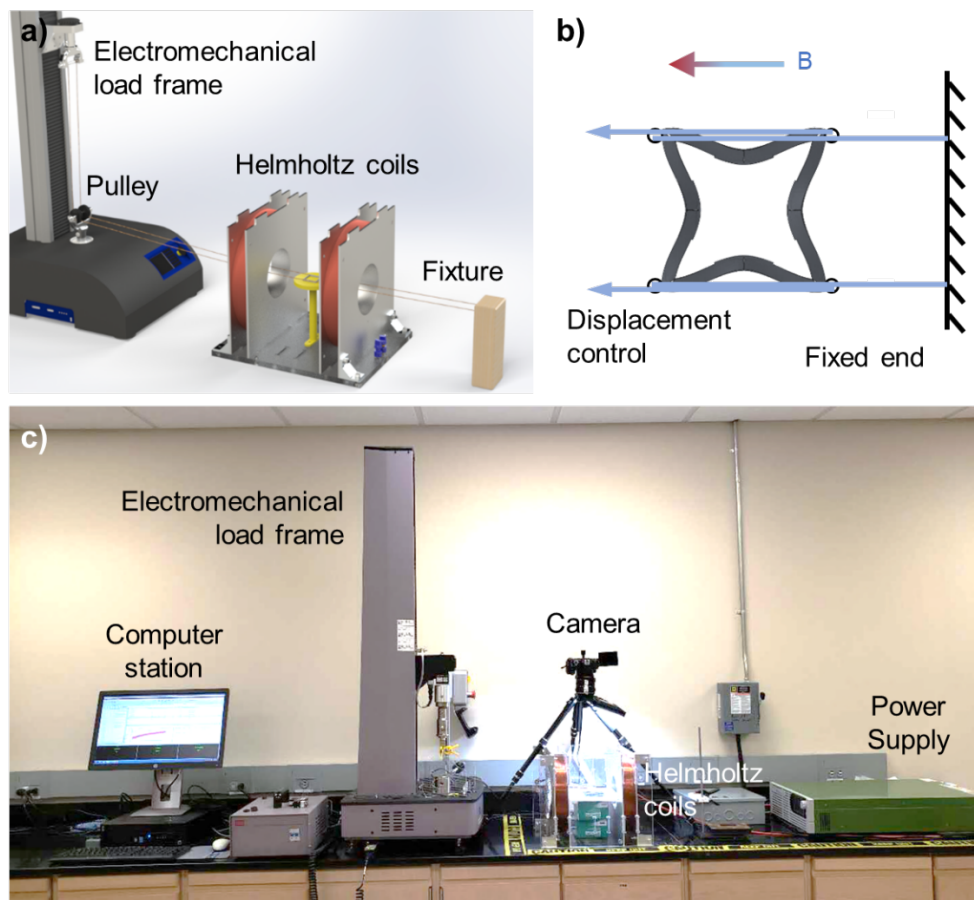 a)
Electromechanical
load frame
Pulley
Helmholtz coils
Fixture
b)
B
Displacement
control
Fixed end
c)
Electromechanical
load frame
Computer
station
Camera
Power
Supply
Helmholtz
coils